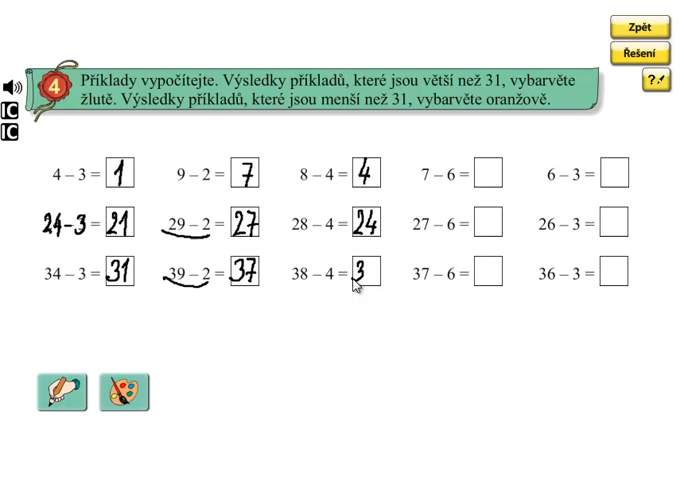 Zpět
Řešení
?
4 Příklady vypočítejte. Výsledky příkladů, které jsou větší než 31, vybarvěte
žlutě. Výsledky příkladů, které jsou menší než 31, vybarvěte oranžově.
IC
IC
4 – 3 = 1 9 – 2 = 7 8 – 4 = 4 7 – 6 = 6 – 3 =
24 – 3 = 21 29 – 2 = 27 28 – 4 = 24 27 – 6 = 26 – 3 =
34 – 3 = 31 39 – 2 = 37 38 – 4 = 3 37 – 6 = 36 – 3 =